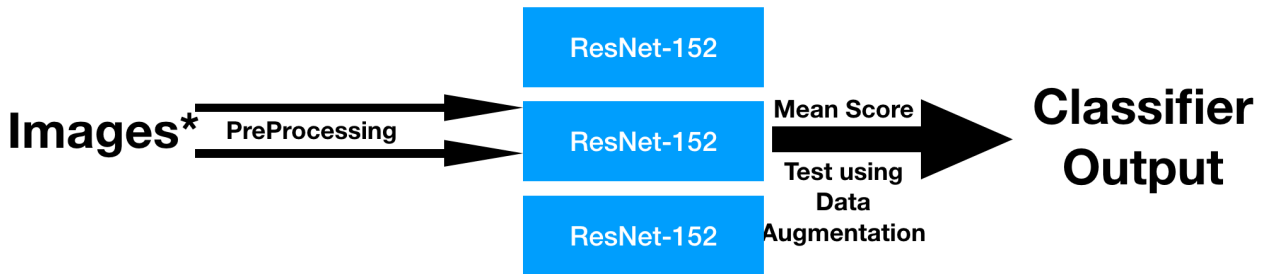 Images*
PreProcessing
ResNet-152
ResNet-152
ResNet-152
Mean Score
Test using
Data
Augmentation
Classifier
Output